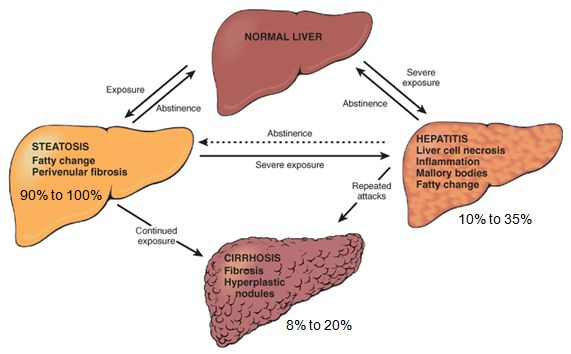 NORMAL LIVER
Exposure
Abstinence
Severe
exposure
Abstinence
STEATOSIS
Fatty change
Perivenular fibrosis
90% to 100%
Abstinence
Severe exposure
HEPATITIS
Liver cell necrosis
Inflammation
Mallory bodies
Fatty change
10% to 35%
Repeated
attacks
Continued
exposure
CIRRHOSIS
Fibrosis
Hyperplastic
nodules
8% to 20%